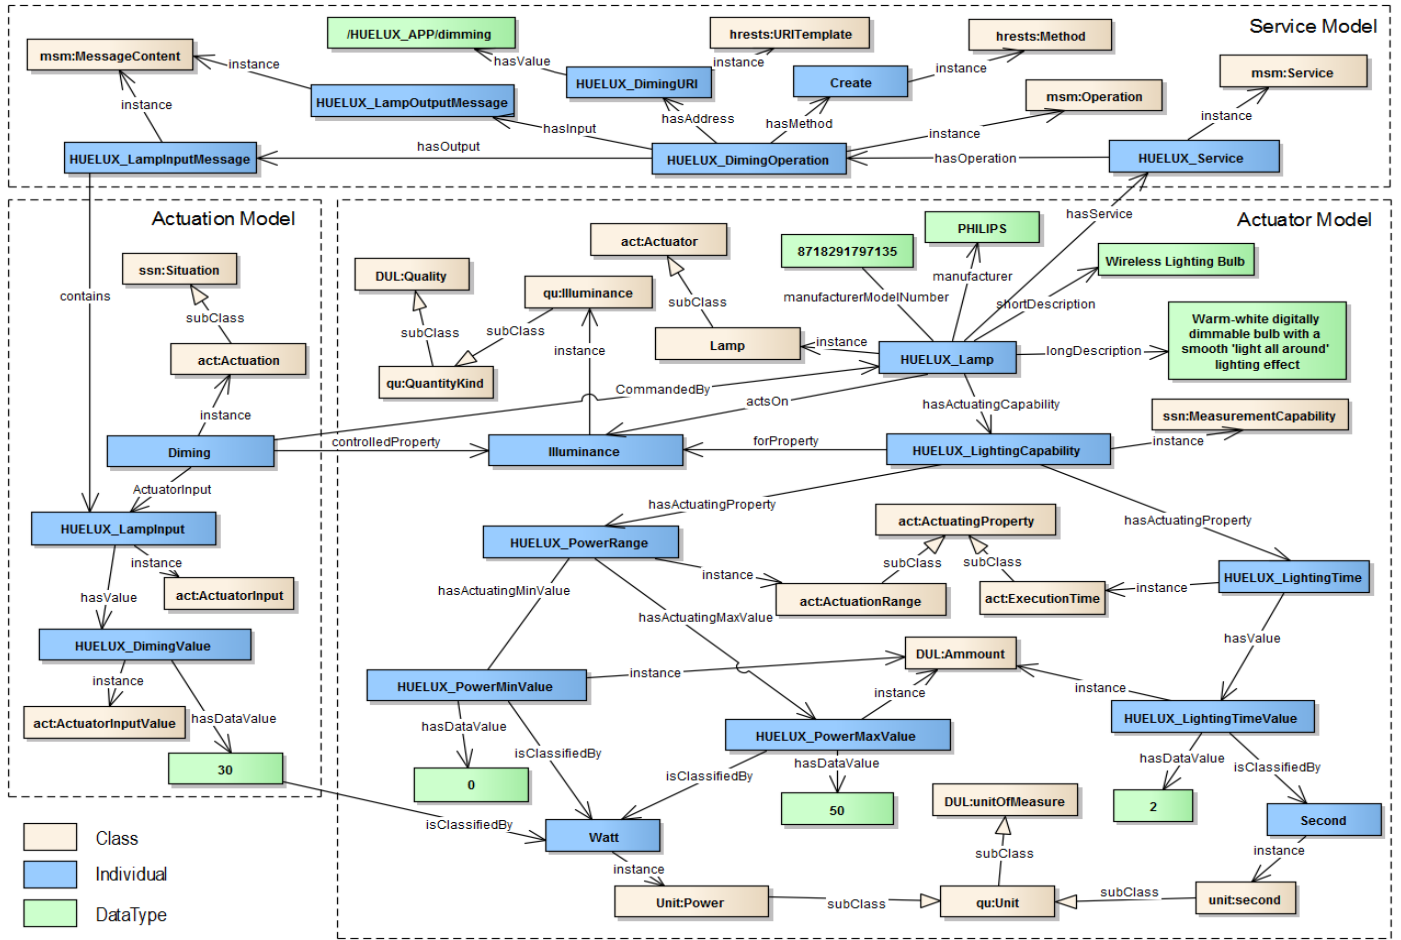 Service Model
/HUELUX_APP/dimming
hrests:URITemplate
hrests:Method
msm:MessageContent
instance
hasValue
instance
instance
msm:Service
HUELUX_DimingURI
Create
HUELUX_LampOutputMessage
msm:Operation
instance
hasInput
hasAddress
hasMethod
instance
instance
HUELUX_LampInputMessage
hasOutput
HUELUX_DimingOperation
hasOperation
HUELUX_Service
Actuation Model
Actuator Model
hasService
act:Actuator
8718291797135
PHILIPS
ssn:Situation
DUL:Quality
qu:Illuminance
manufacturer
Wireless Lighting Bulb
contains
subClass
subClass
subClass
subClass
manufacturerModelNumber
shortDescription
Warm-white digitally
dimmable bulb with a
smooth 'light all around'
lighting effect
act:Actuation
instance
Lamp
instance
HUELUX_Lamp
longDescription
qu:QuantityKind
CommandedBy
actsOn
hasActuatingCapability
ssn:MeasurementCapability
instance
controlledProperty
forProperty
instance
Diming
Illuminance
HUELUX_LightingCapability
ActuatorInput
hasActuatingProperty
hasActuatingProperty
HUELUX_LampInput
HUELUX_PowerRange
act:ActuatingProperty
instance
instance
subClass
subClass
HUELUX_LightingTime
hasValue
act:ActuatorInput
hasActuatingMinValue
act:ActuationRange
act:ExecutionTime
instance
hasActuatingMaxValue
HUELUX_DimingValue
hasValue
DUL:Ammount
instance
HUELUX_PowerMinValue
instance
instance
instance
act:ActuatorInputValue
hasDataValue
hasDataValue
isClassifiedBy
HUELUX_PowerMaxValue
HUELUX_LightingTimeValue
30
0
isClassifiedBy
hasDataValue
hasDataValue
isClassifiedBy
isClassifiedBy
50
DUL:unitOfMeasure
2
Second
Class
Watt
instance
subClass
instance
Individual
Unit:Power
subClass
qu:Unit
subClass
unit:second
DataType